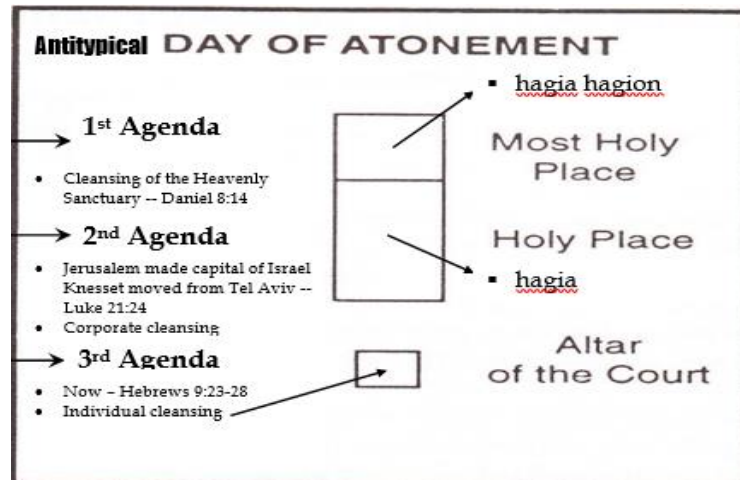 Antitypical DAY OF ATONEMENT
▪ hagia hagion
1st Agenda
Most Holy
Place
• Cleansing of the Heavenly
Sanctuary -- Daniel 8:14
2nd Agenda
Holy Place
• Jerusalem made capital of Israel
Knesset moved from Tel Aviv --
Luke 21:24
• Corporate cleansing
▪ hagia
3rd Agenda
Altar
of the Court
• Now – Hebrews 9:23-28
• Individual cleansing